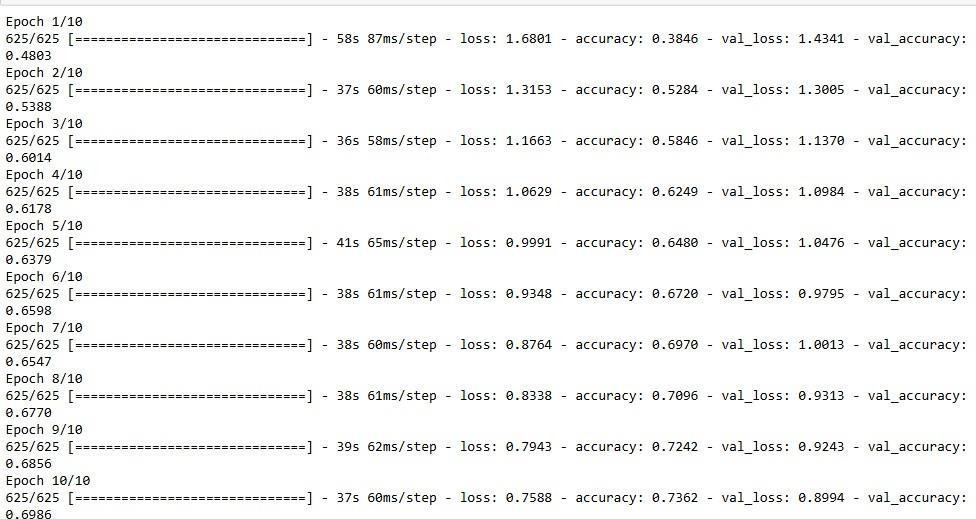 Epoch 1/10
625/625 [==============================] - 58s 87ms/step - loss: 1.6801 - accuracy: 0.3846 - val_loss: 1.4341 - val_accuracy:
0.4803
Epoch 2/10
625/625 [==============================] - 37s 60ms/step - loss: 1.3153 - accuracy: 0.5284 - val_loss: 1.3005 - val_accuracy:
0.5388
Epoch 3/10
625/625 [==============================] - 36s 58ms/step - loss: 1.1663 - accuracy: 0.5846 - val_loss: 1.1370 - val_accuracy:
0.6014
Epoch 4/10
625/625 [==============================] - 38s 61ms/step - loss: 1.0629 - accuracy: 0.6249 - val_loss: 1.0984 - val_accuracy:
0.6178
Epoch 5/10
625/625 [==============================] - 41s 65ms/step - loss: 0.9991 - accuracy: 0.6480 - val_loss: 1.0476 - val_accuracy:
0.6379
Epoch 6/10
625/625 [==============================] - 38s 61ms/step - loss: 0.9348 - accuracy: 0.6720 - val_loss: 0.9795 - val_accuracy:
0.6598
Epoch 7/10
625/625 [==============================] - 38s 60ms/step - loss: 0.8764 - accuracy: 0.6970 - val_loss: 1.0013 - val_accuracy:
0.6547
Epoch 8/10
625/625 [==============================] - 38s 61ms/step - loss: 0.8338 - accuracy: 0.7096 - val_loss: 0.9313 - val_accuracy:
0.6770
Epoch 9/10
625/625 [==============================] - 39s 62ms/step - loss: 0.7943 - accuracy: 0.7242 - val_loss: 0.9243 - val_accuracy:
0.6856
Epoch 10/10
625/625 [==============================] - 37s 60ms/step - loss: 0.7588 - accuracy: 0.7362 - val_loss: 0.8994 - val_accuracy:
0.6986